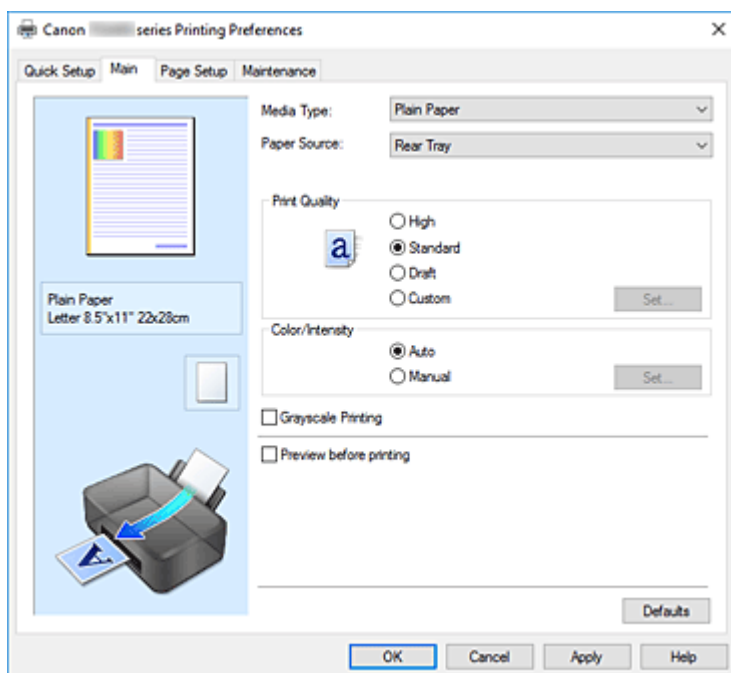 Canon series Printing Preferences
Quick Setup Main Page Setup Maintenance
Media Type: Plain Paper
Paper Source: Rear Tray
Print Quality
a
High
Standard
Draft
Custom Set...
Plain Paper
Letter 8.5"x11" 22x28cm
Color/Intensity
Auto
Manual Set...
Grayscale Printing
Preview before printing
A
Defaults
OK Cancel Apply Help